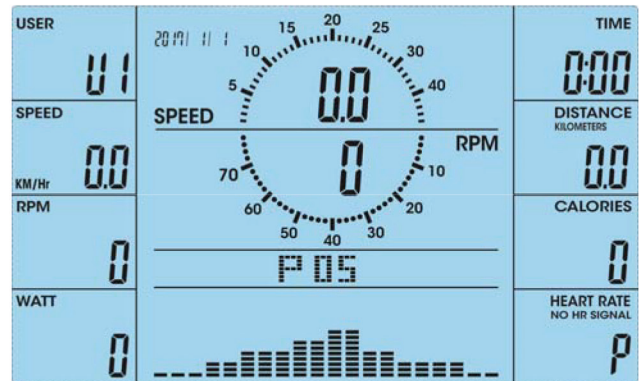 USER
U 1
SPEED
KM/Hr 0.0
RPM
0
WATT
0
2017/ 1/ 1
5 10 15 20 25 30 40
SPEED 0.0
RPM 0
70 60 50 40 30 20 10
P 05
TIME
0:00
DISTANCE
KILOMETERS
0.0
CALORIES
0
HEART RATE
NO HR SIGNAL
P